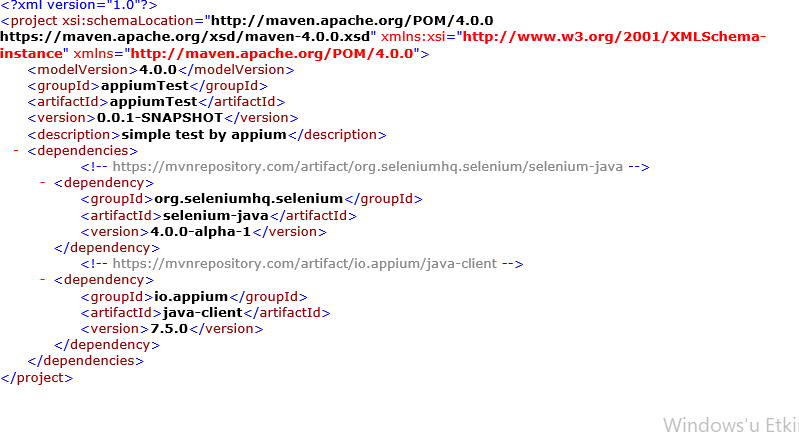 <?xml version="1.0"?>
<project xsi:schemaLocation="http://maven.apache.org/POM/4.0.0
https://maven.apache.org/xsd/maven-4.0.0.xsd" xmlns:xsi="http://www.w3.org/2001/XMLSchema-
instance" xmlns="http://maven.apache.org/POM/4.0.0">
<modelVersion>4.0.0</modelVersion>
<groupId>appiumTest</groupId>
<artifactId>appiumTest</artifactId>
<version>0.0.1-SNAPSHOT</version>
<description>simple test by appium</description>
- <dependencies>
<!-- https://mvnrepository.com/artifact/org.seleniumhq.selenium/selenium-java -->
- <dependency>
<groupId>org.seleniumhq.selenium</groupId>
<artifactId>selenium-java</artifactId>
<version>4.0.0-alpha-1</version>
</dependency>
<!-- https://mvnrepository.com/artifact/io.appium/java-client -->
- <dependency>
<groupId>io.appium</groupId>
<artifactId>java-client</artifactId>
<version>7.5.0</version>
</dependency>
</dependencies>
</project>
Windows'u Etki